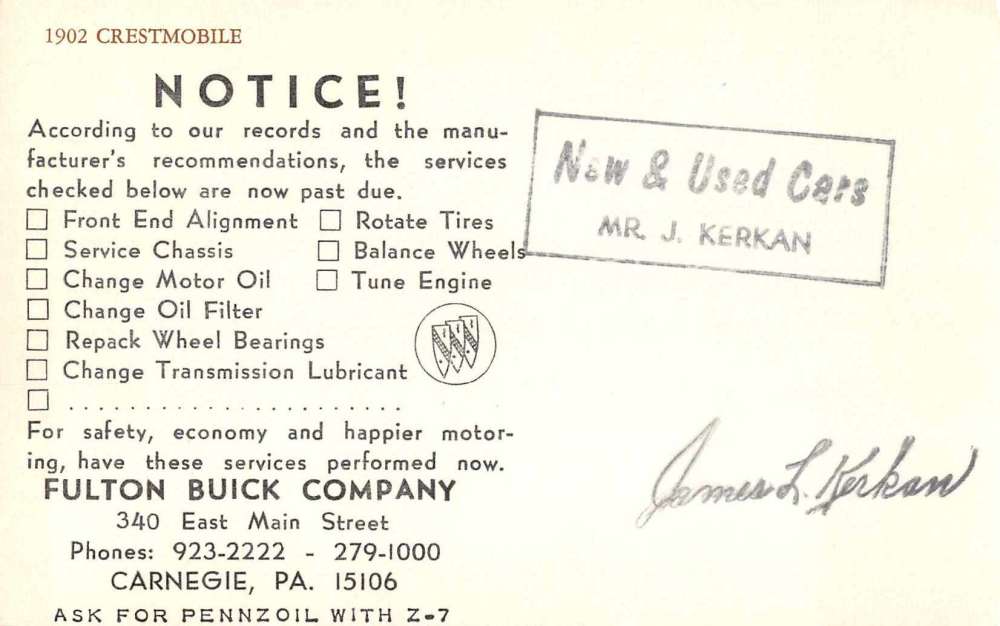 1902 CRESTMOBILE
NOTICE!
According to our records and the manu-
facturer's recommendations, the services
checked below are now past due.
☐ Front End Alignment ☐ Rotate Tires
☐ Service Chassis ☐ Balance Wheels
☐ Change Motor Oil ☐ Tune Engine
☐ Change Oil Filter
☐ Repack Wheel Bearings
☐ Change Transmission Lubricant
☐ . . . . . . . . . . . . . . . . . . . . . . .
For safety, economy and happier motor-
ing, have these services performed now.
FULTON BUICK COMPANY
340 East Main Street
Phones: 923-2222 - 279-1000
CARNEGIE, PA. 15106
ASK FOR PENNZOIL WITH Z-7
New & Used Cars
MR. J. KERKAN
James L. Kerkan